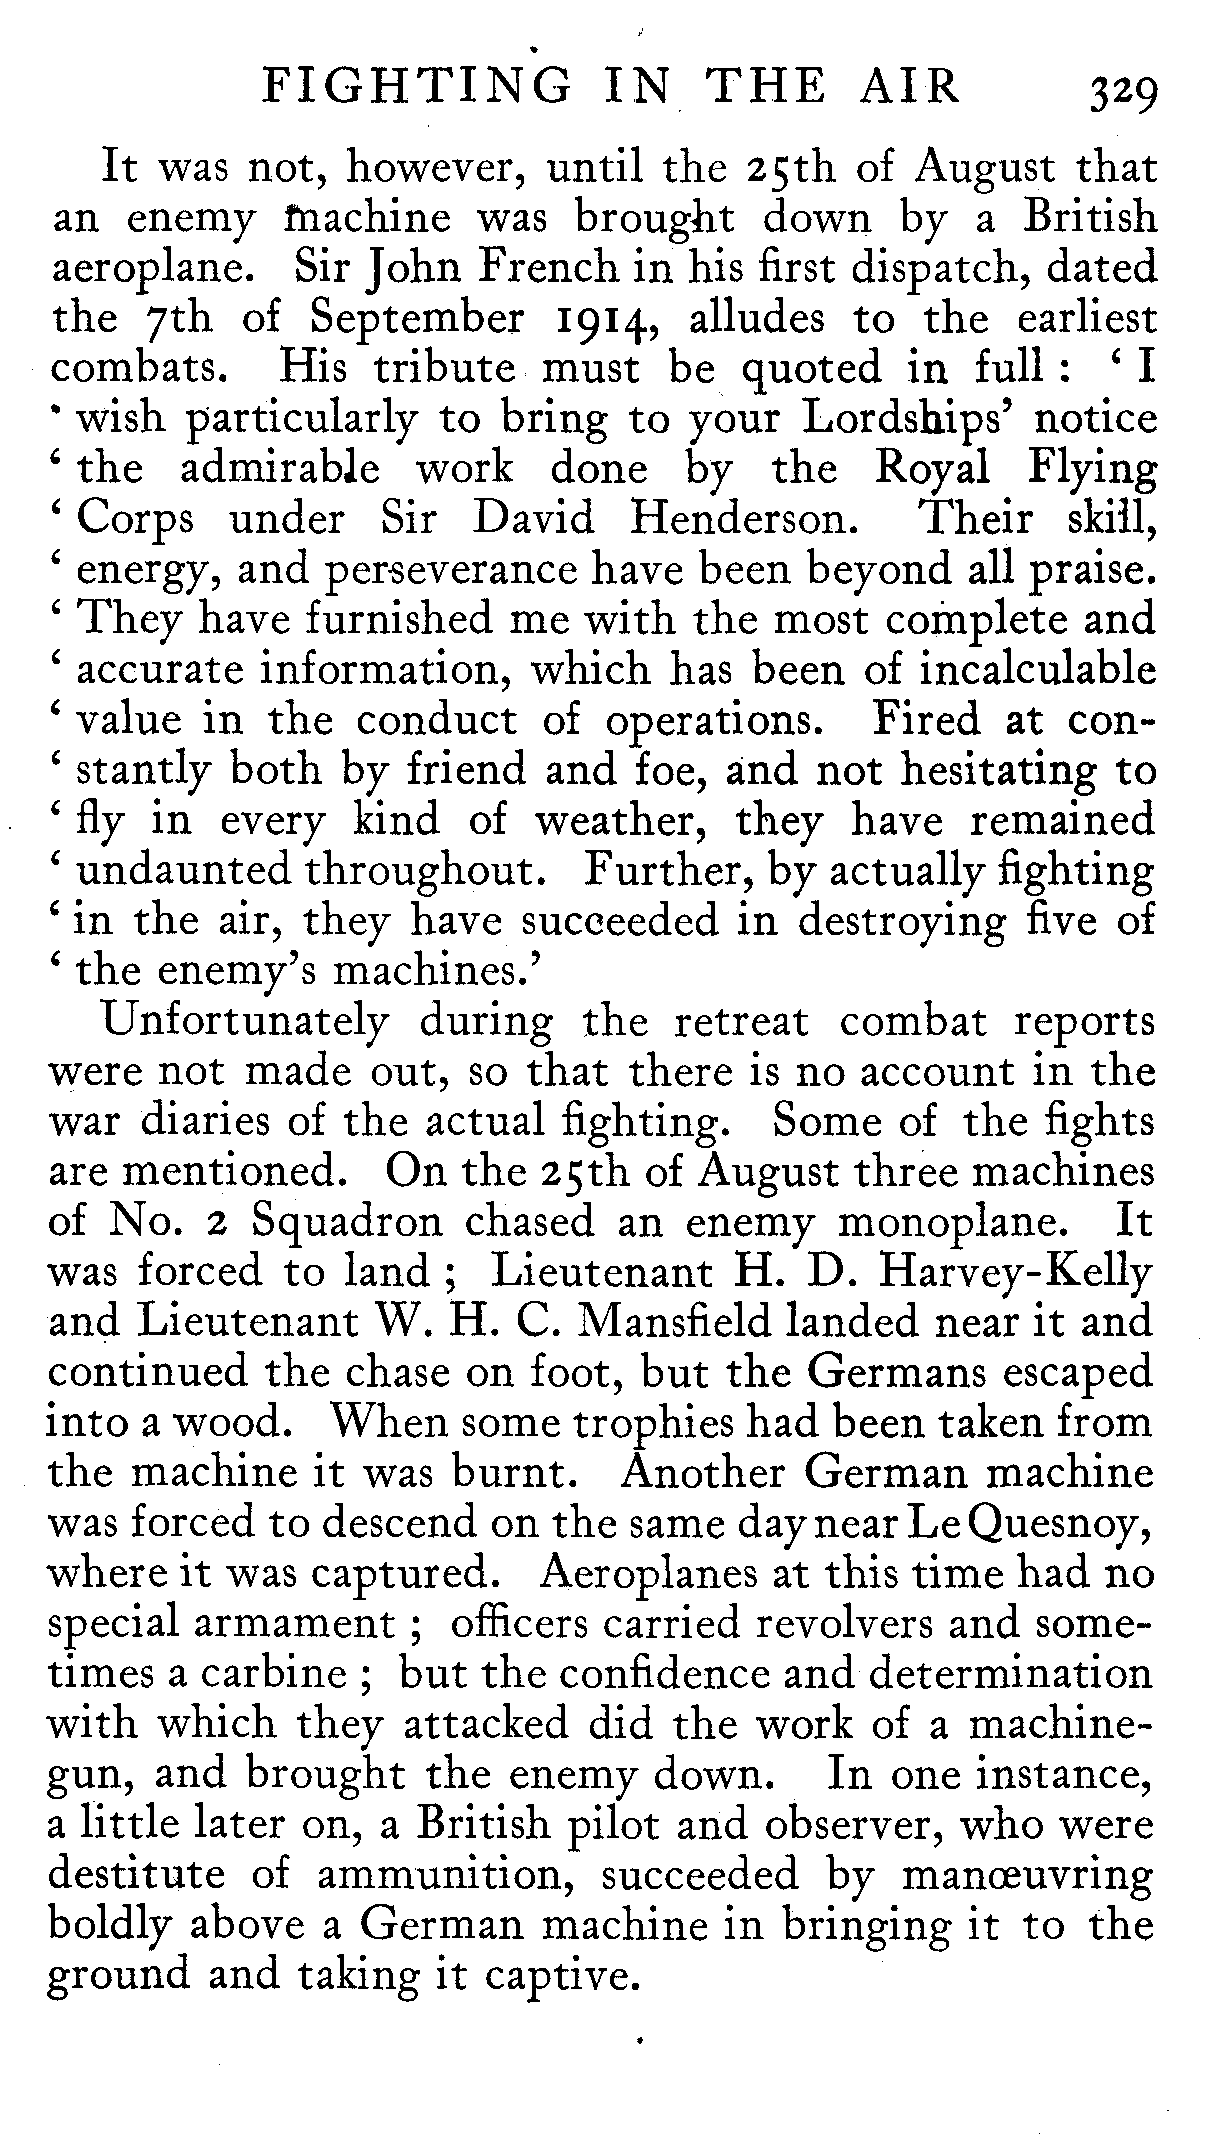 FIGHTING IN THE AIR 329
It was not, however, until the 25th of August that
an enemy machine was brought down by a British
aeroplane. Sir John French in his first dispatch, dated
the 7th of September 1914, alludes to the earliest
combats. His tribute must be quoted in full : ‘ I
‘ wish particularly to bring to your Lordships’ notice
‘ the admirable work done by the Royal Flying
‘ Corps under Sir David Henderson. Their skill,
‘ energy, and perseverance have been beyond all praise.
‘ They have furnished me with the most complete and
‘ accurate information, which has been of incalculable
‘ value in the conduct of operations. Fired at con-
‘ stantly both by friend and foe, and not hesitating to
‘ fly in every kind of weather, they have remained
‘ undaunted throughout. Further, by actually fighting
‘ in the air, they have succeeded in destroying five of
‘ the enemy’s machines.’
Unfortunately during the retreat combat reports
were not made out, so that there is no account in the
war diaries of the actual fighting. Some of the fights
are mentioned. On the 25th of August three machines
of No. 2 Squadron chased an enemy monoplane. It
was forced to land ; Lieutenant H. D. Harvey-Kelly
and Lieutenant W. H. C. Mansfield landed near it and
continued the chase on foot, but the Germans escaped
into a wood. When some trophies had been taken from
the machine it was burnt. Another German machine
was forced to descend on the same day near Le Quesnoy,
where it was captured. Aeroplanes at this time had no
special armament ; officers carried revolvers and some-
times a carbine ; but the confidence and determination
with which they attacked did the work of a machine-
gun, and brought the enemy down. In one instance,
a little later on, a British pilot and observer, who were
destitute of ammunition, succeeded by manœuvring
boldly above a German machine in bringing it to the
ground and taking it captive.